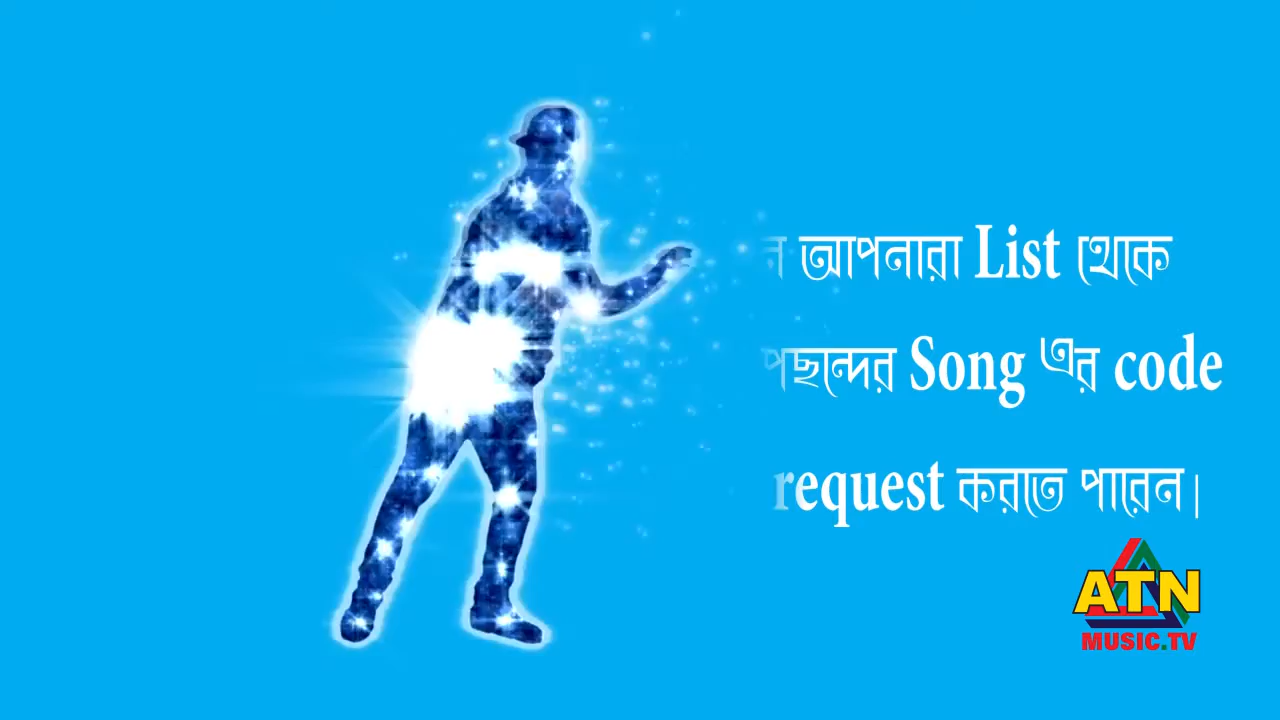 আপনারা List থেকে
পছন্দের Song এর code
request করতে পারেন।
ATN
MUSIC.TV